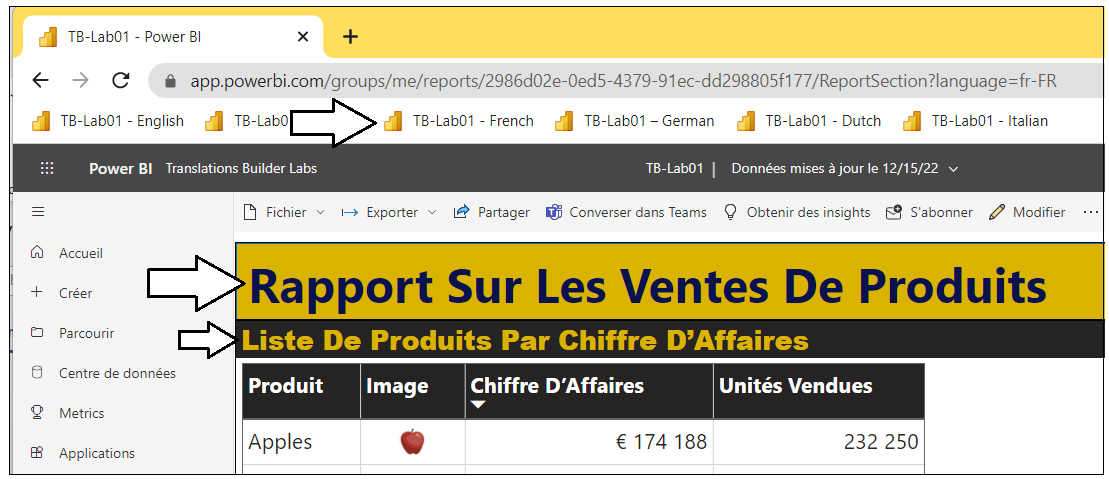 TB-Lab01 - Power BI
app.powerbi.com/groups/me/reports/2986d02e-0ed5-4379-91ec-dd298805f177/ReportSection?language=fr-FR
TB-Lab01 - English TB-Lab0 TB-Lab01 - French TB-Lab01 – German TB-Lab01 - Dutch TB-Lab01 - Italian
Power BI Translations Builder Labs TB-Lab01 | Données mises à jour le 12/15/22
Fichier Exporter Partager Converser dans Teams Obtenir des insights S'abonner Modifier ...
Accueil
Créer
Parcourir
Centre de données
Metrics
Applications
Rapport Sur Les Ventes De Produits
Liste De Produits Par Chiffre D’Affaires
Produit Image Chiffre D’Affaires Unités Vendues
Apples € 174 188 232 250